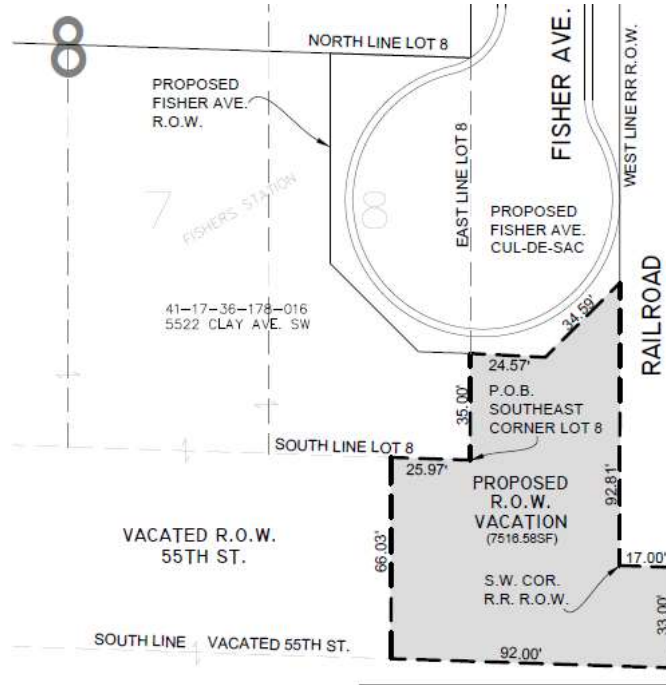 NORTH LINE LOT 8
8
PROPOSED
FISHER AVE.
R.O.W.
FISHER AVE.
WEST LINE RR R.O.W.
EAST LINE LOT 8
7
FISHERS STATION
8
PROPOSED
FISHER AVE.
CUL-DE-SAC
RAILROAD
41-17-36-178-016
5522 CLAY AVE. SW
34.59'
24.57'
35.00'
P.O.B.
SOUTHEAST
CORNER LOT 8
SOUTH LINE LOT 8
25.97'
PROPOSED
R.O.W.
VACATION
(7516.58SF)
92.81'
VACATED R.O.W.
55TH ST.
66.03'
17.00'
S.W. COR.
R.R. R.O.W.
33.00'
SOUTH LINE VACATED 55TH ST.
92.00'